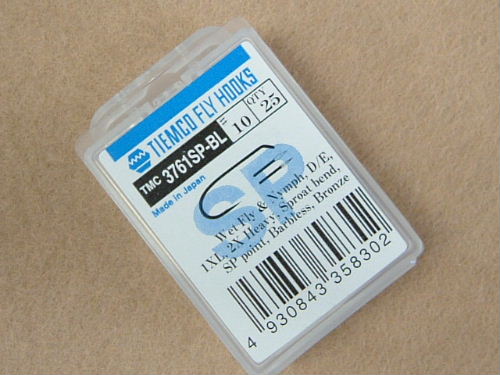 TIEMCO FLY HOOKS
TMC 3761SP-BL
# 10
QTY 25
Made in Japan
SP
Wet Fly & Nymph, D/E,
1XL, 2X Heavy, Sproat bend,
SP point, Barbless, Bronze
4 930843 358302